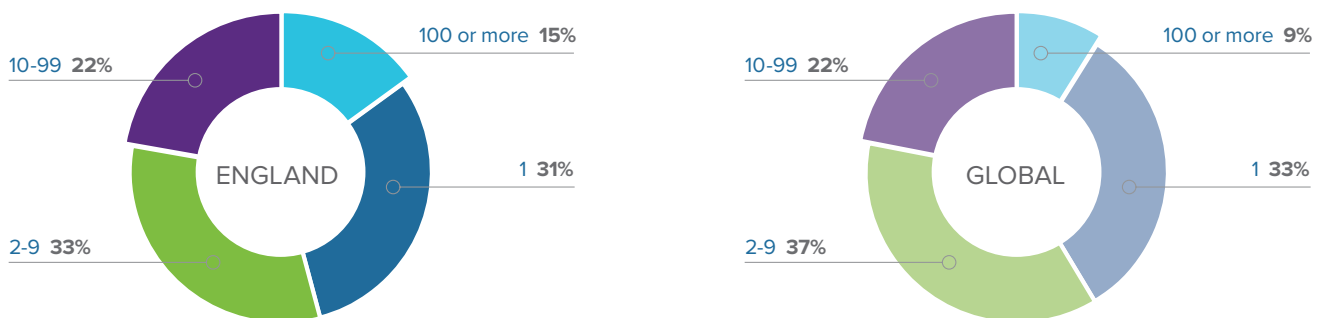 100 or more 15%
10-99 22%
ENGLAND
1 31%
2-9 33%
100 or more 9%
10-99 22%
GLOBAL
1 33%
2-9 37%